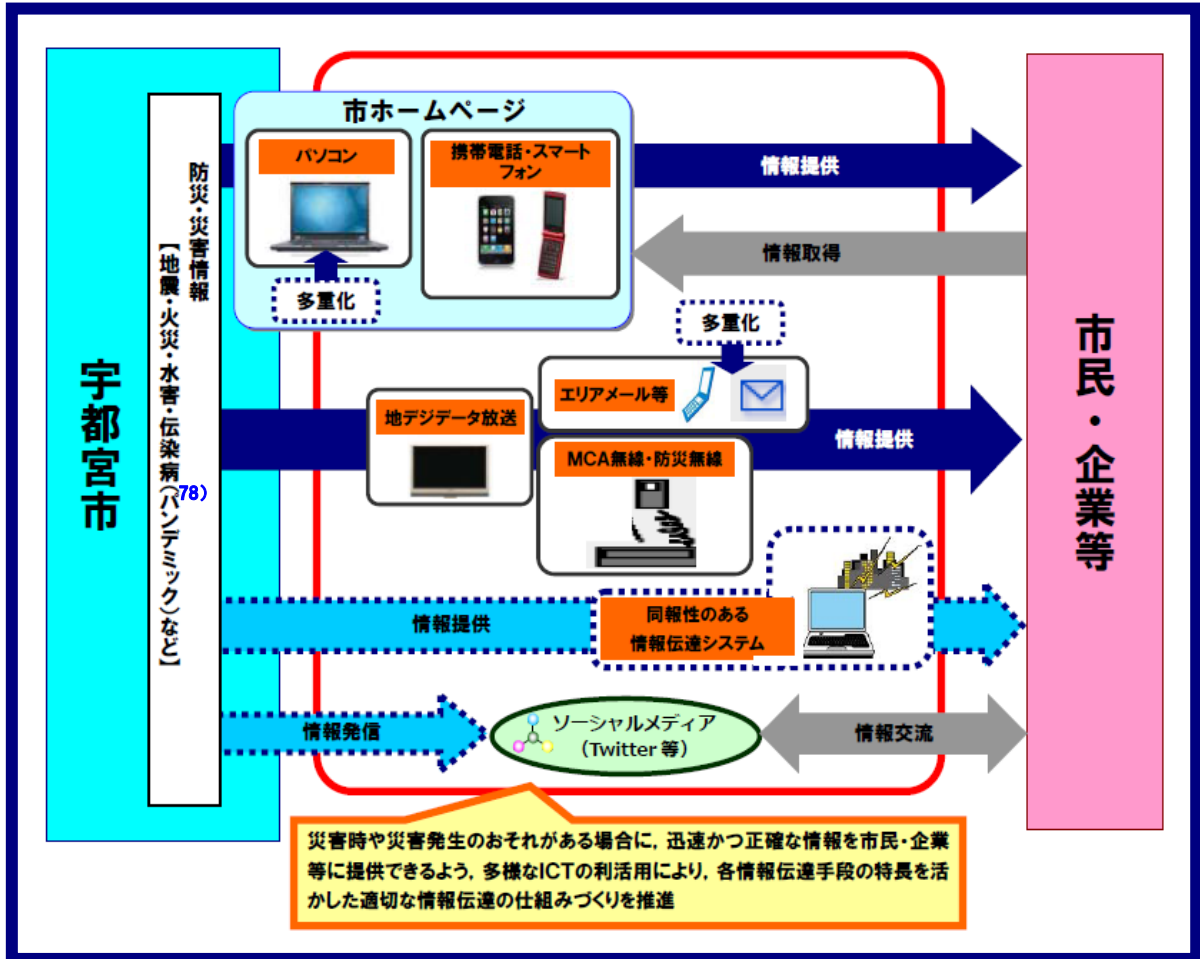 宇都宮市
防災・災害情報
【地震・火災・水害・伝染病(パンデミック)など】
78)
市ホームページ
パソコン
携帯電話・スマート
フォン
多重化
情報提供
情報取得
多重化
エリアメール等
地デジデータ放送
MCA無線・防災無線
情報提供
情報提供
同報性のある
情報伝達システム
情報発信
ソーシャルメディア
(Twitter 等)
情報交流
市民・企業等
災害時や災害発生のおそれがある場合に,迅速かつ正確な情報を市民・企業
等に提供できるよう,多様なICTの利活用により,各情報伝達手段の特長を活
かした適切な情報伝達の仕組みづくりを推進